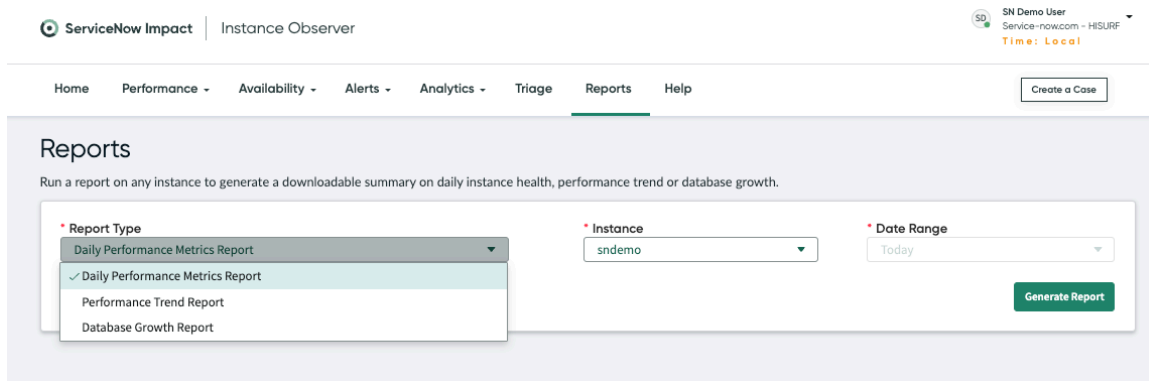 ServiceNow Impact Instance Observer
SD
SN Demo User
Service-now.com - HISURF
Time: Local
Home Performance Availability Alerts Analytics Triage Reports Help
Create a Case
Reports
Run a report on any instance to generate a downloadable summary on daily instance health, performance trend or database growth.
* Report Type * Instance * Date Range
Daily Performance Metrics Report sndemo Today
Daily Performance Metrics Report
Performance Trend Report
Generate Report
Database Growth Report